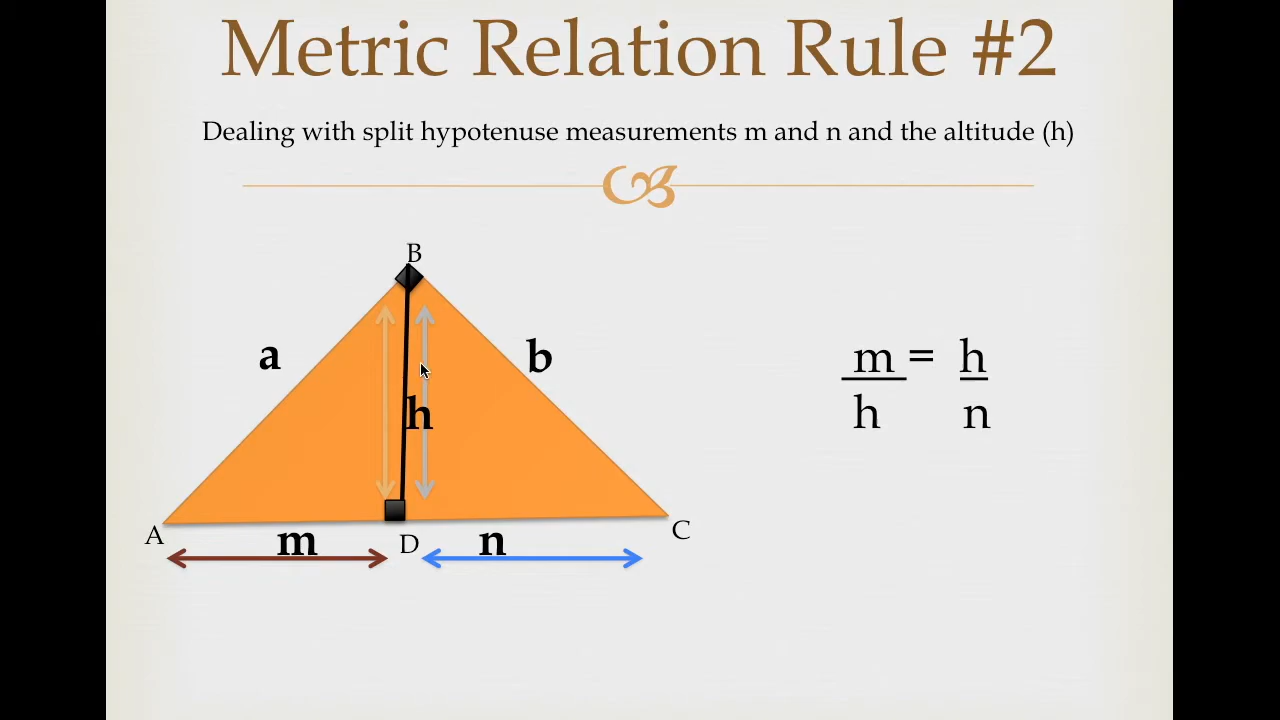 Metric Relation Rule #2
Dealing with split hypotenuse measurements m and n and the altitude (h)
B
a
b
h
A
m
D
n
C
m = h
h n